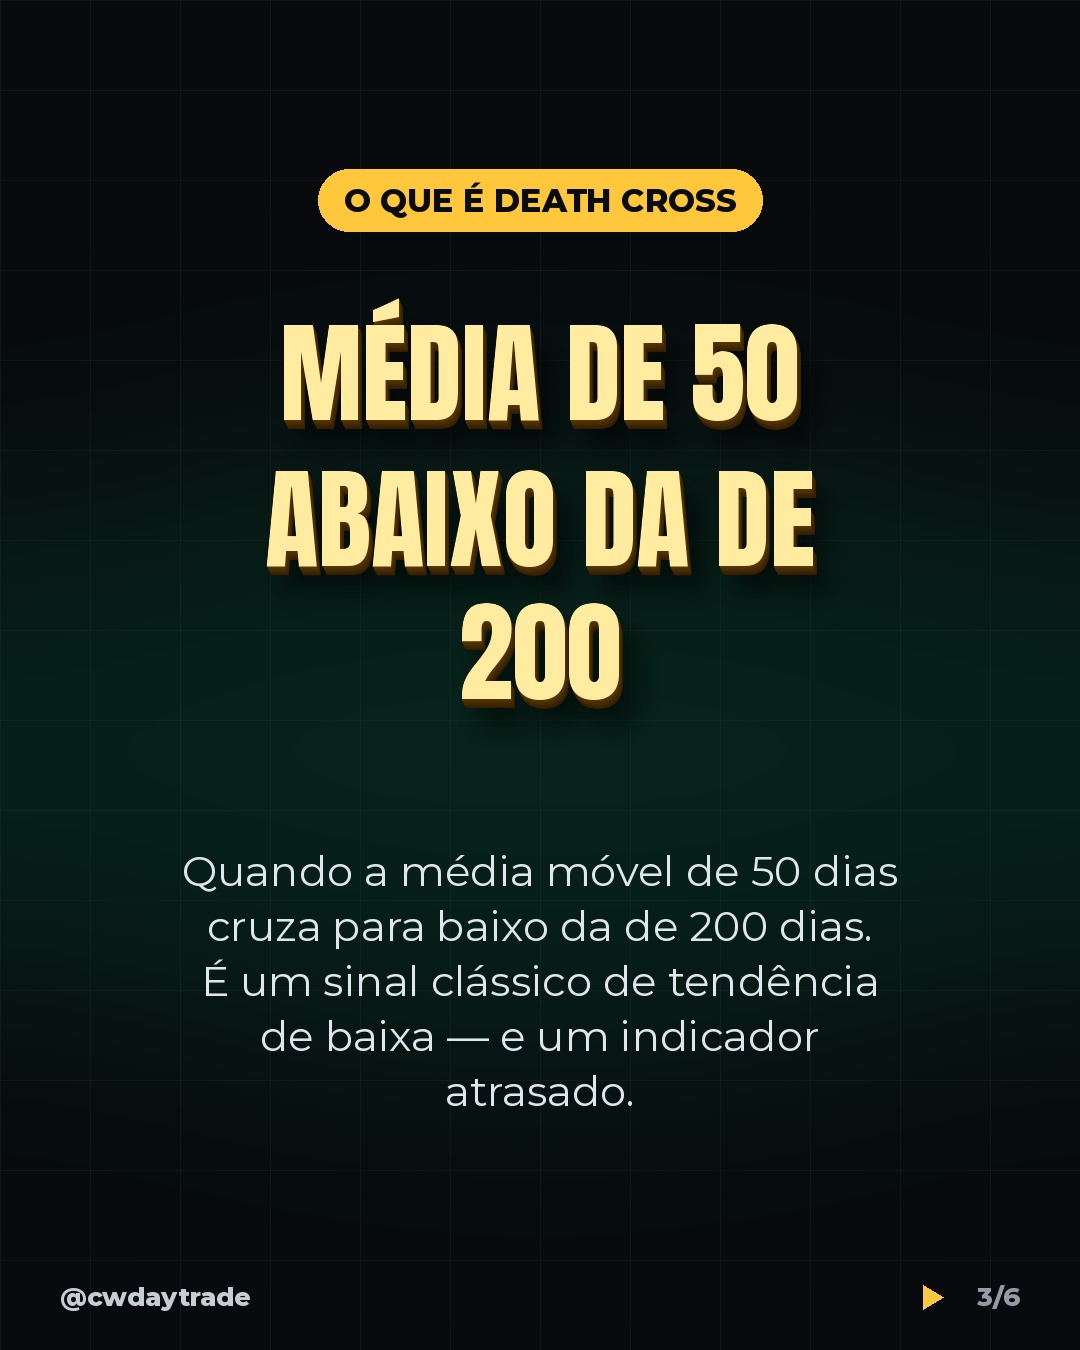 O QUE É DEATH CROSS
MÉDIA DE 50
ABAIXO DA DE
200
Quando a média móvel de 50 dias
cruza para baixo da de 200 dias.
É um sinal clássico de tendência
de baixa — e um indicador
atrasado.
@cwdaytrade
3/6